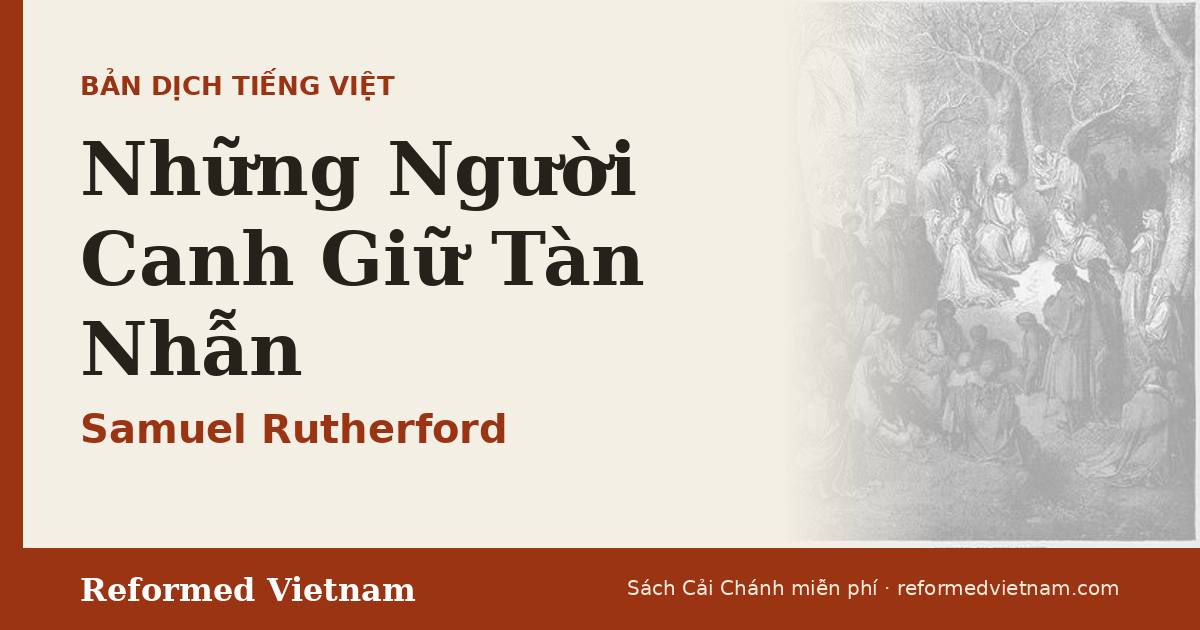 BẢN DỊCH TIẾNG VIỆT
Những Người
Canh Giữ Tàn
Nhẫn
Samuel Rutherford
Reformed Vietnam
Sách Cải Chánh miễn phí · reformedvietnam.com